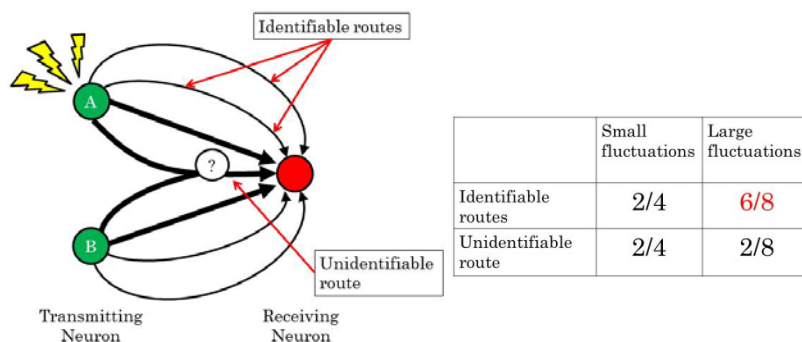 Identifiable routes
A
?
B
Unidentifiable
route
Transmitting
Neuron
Receiving
Neuron
Small
fluctuations
Large
fluctuations
Identifiable
routes
2/4
6/8
Unidentifiable
route
2/4
2/8